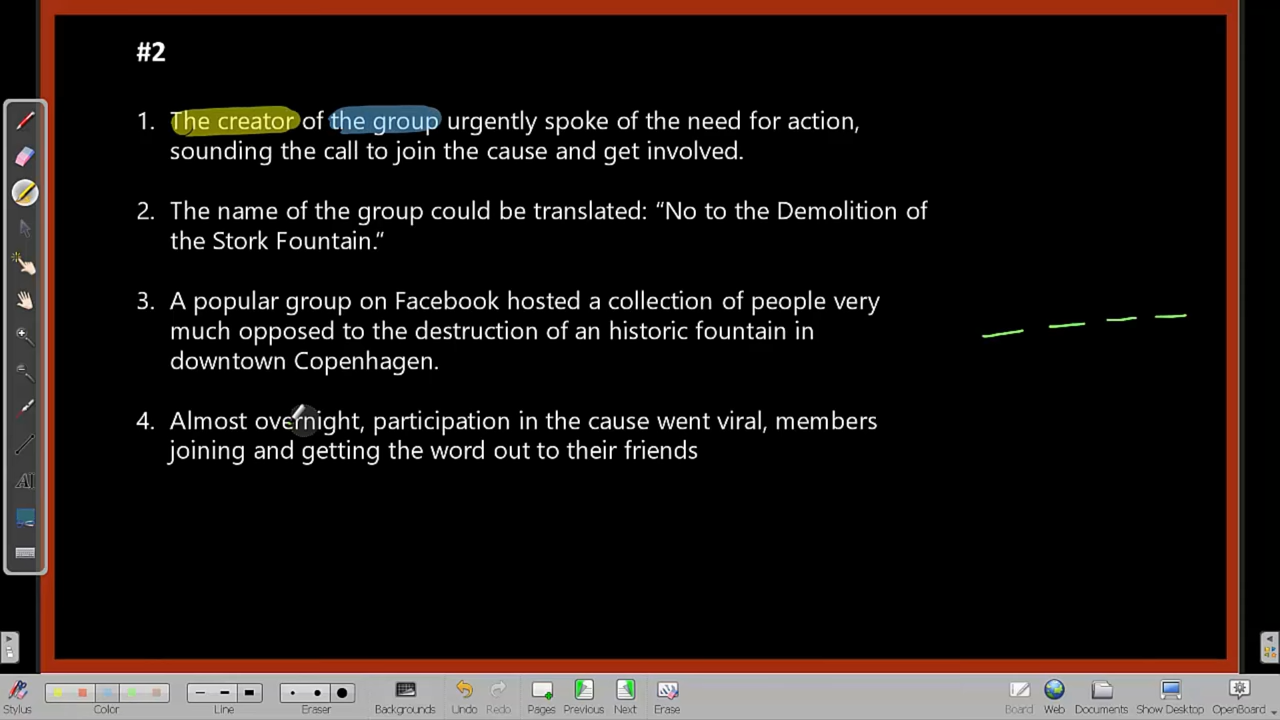 #2
1. The creator of the group urgently spoke of the need for action,
sounding the call to join the cause and get involved.
2. The name of the group could be translated: “No to the Demolition of
the Stork Fountain.“
3. A popular group on Facebook hosted a collection of people very
much opposed to the destruction of an historic fountain in
downtown Copenhagen.
4. Almost overnight, participation in the cause went viral, members
joining and getting the word out to their friends
AI
Stylus Color Line Eraser Backgrounds Undo Redo Pages Previous Next Erase Board Web Documents Show Desktop OpenBoard